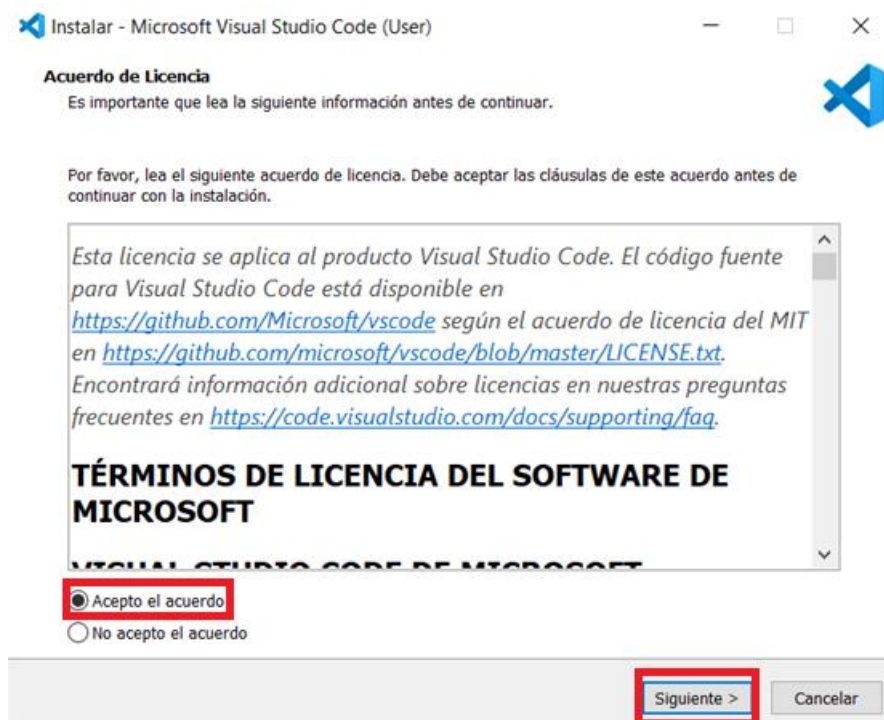 Instalar - Microsoft Visual Studio Code (User)
Acuerdo de Licencia
Es importante que lea la siguiente información antes de continuar.
Por favor, lea el siguiente acuerdo de licencia. Debe aceptar las cláusulas de este acuerdo antes de
continuar con la instalación.
Esta licencia se aplica al producto Visual Studio Code. El código fuente
para Visual Studio Code está disponible en
https://github.com/Microsoft/vscode según el acuerdo de licencia del MIT
en https://github.com/microsoft/vscode/blob/master/LICENSE.txt.
Encontrará información adicional sobre licencias en nuestras preguntas
frecuentes en https://code.visualstudio.com/docs/supporting/faq.
TÉRMINOS DE LICENCIA DEL SOFTWARE DE
MICROSOFT
VISUAL STUDIO CODE DE MICROSOFT
Acepto el acuerdo
No acepto el acuerdo
Siguiente >
Cancelar